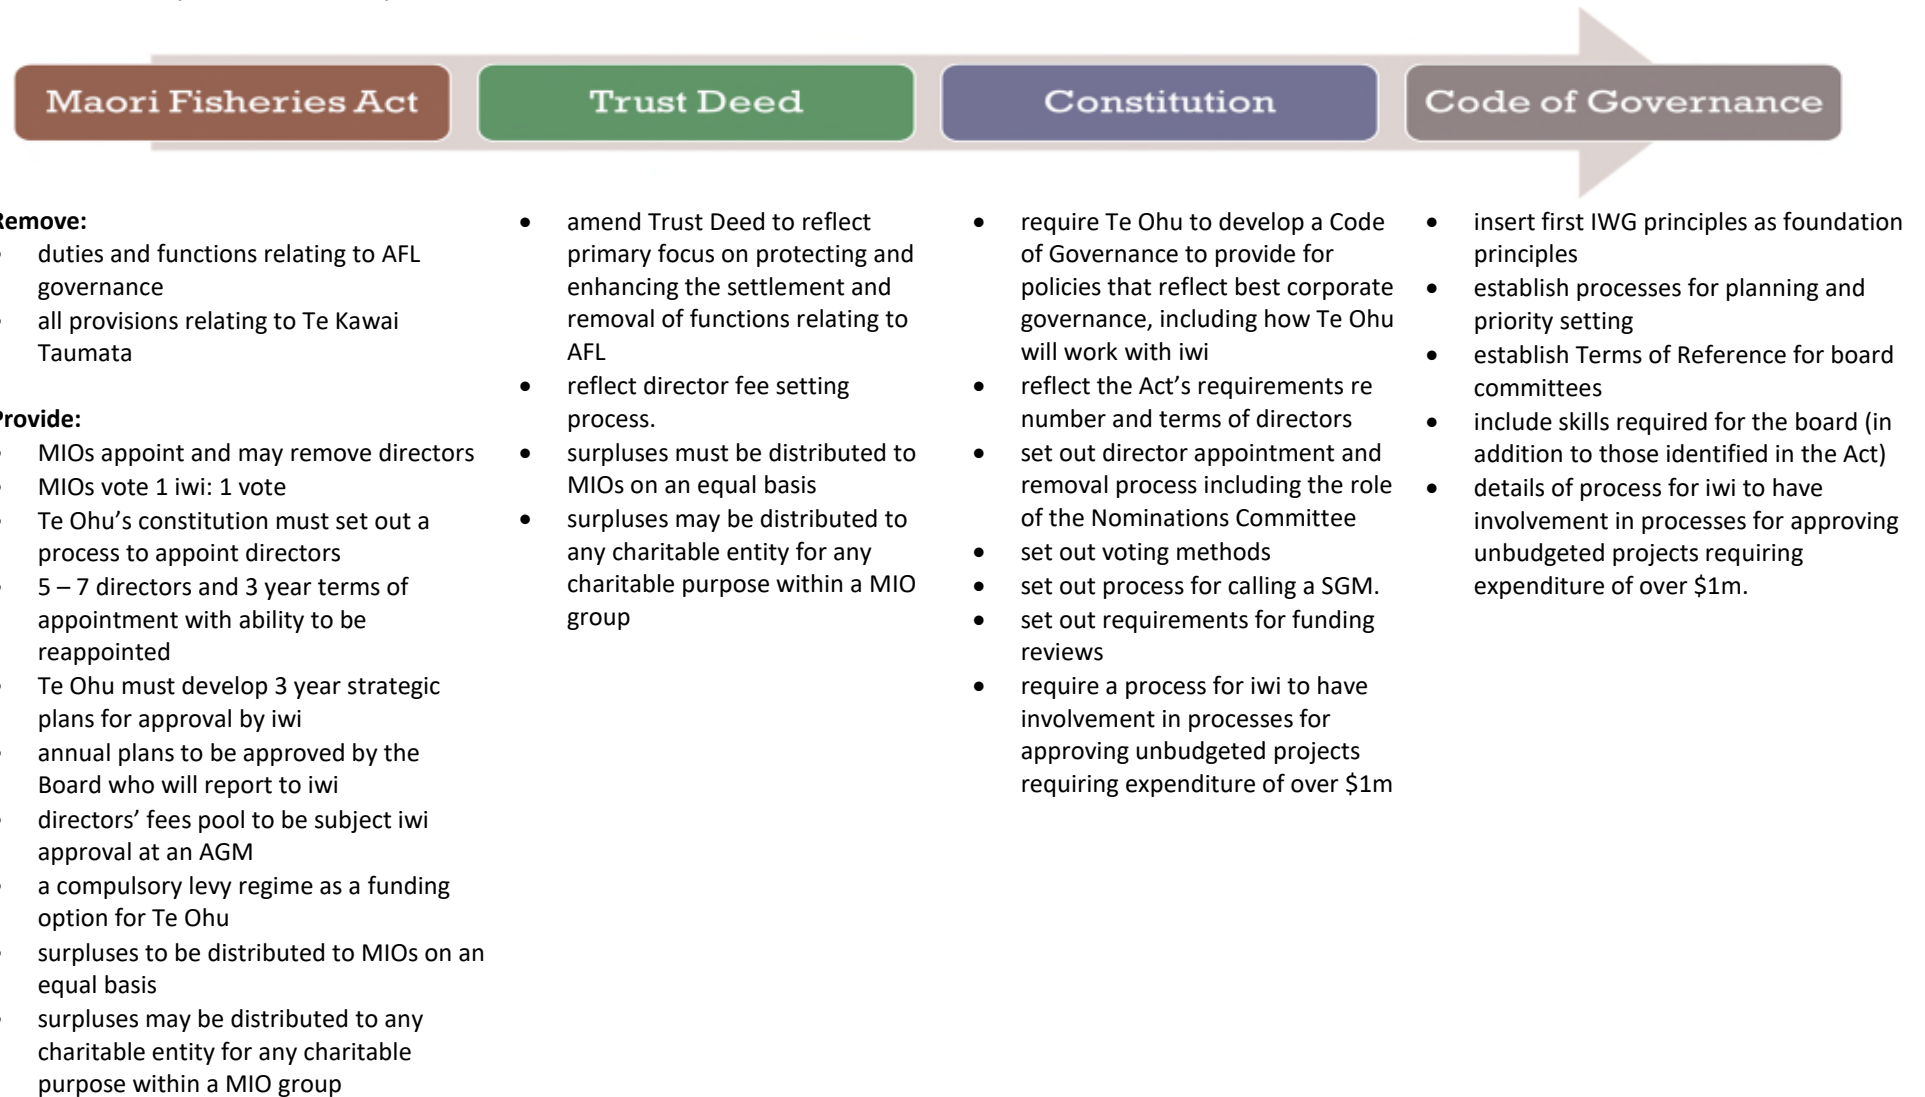 Maori Fisheries Act
Trust Deed
Constitution
Code of Governance
Remove:
• duties and functions relating to AFL
governance
• all provisions relating to Te Kawai
Taumata
Provide:
• MIOs appoint and may remove directors
• MIOs vote 1 iwi: 1 vote
• Te Ohu’s constitution must set out a
process to appoint directors
• 5 – 7 directors and 3 year terms of
appointment with ability to be
reappointed
• Te Ohu must develop 3 year strategic
plans for approval by iwi
• annual plans to be approved by the
Board who will report to iwi
• directors’ fees pool to be subject iwi
approval at an AGM
• a compulsory levy regime as a funding
option for Te Ohu
• surpluses to be distributed to MIOs on an
equal basis
• surpluses may be distributed to any
charitable entity for any charitable
purpose within a MIO group
• amend Trust Deed to reflect
primary focus on protecting and
enhancing the settlement and
removal of functions relating to
AFL
• reflect director fee setting
process.
• surpluses must be distributed to
MIOs on an equal basis
• surpluses may be distributed to
any charitable entity for any
charitable purpose within a MIO
group
• require Te Ohu to develop a Code
of Governance to provide for
policies that reflect best corporate
governance, including how Te Ohu
will work with iwi
• reflect the Act’s requirements re
number and terms of directors
• set out director appointment and
removal process including the role
of the Nominations Committee
• set out voting methods
• set out process for calling a SGM.
• set out requirements for funding
reviews
• require a process for iwi to have
involvement in processes for
approving unbudgeted projects
requiring expenditure of over $1m
• insert first IWG principles as foundation
principles
• establish processes for planning and
priority setting
• establish Terms of Reference for board
committees
• include skills required for the board (in
addition to those identified in the Act)
• details of process for iwi to have
involvement in processes for approving
unbudgeted projects requiring
expenditure of over $1m.